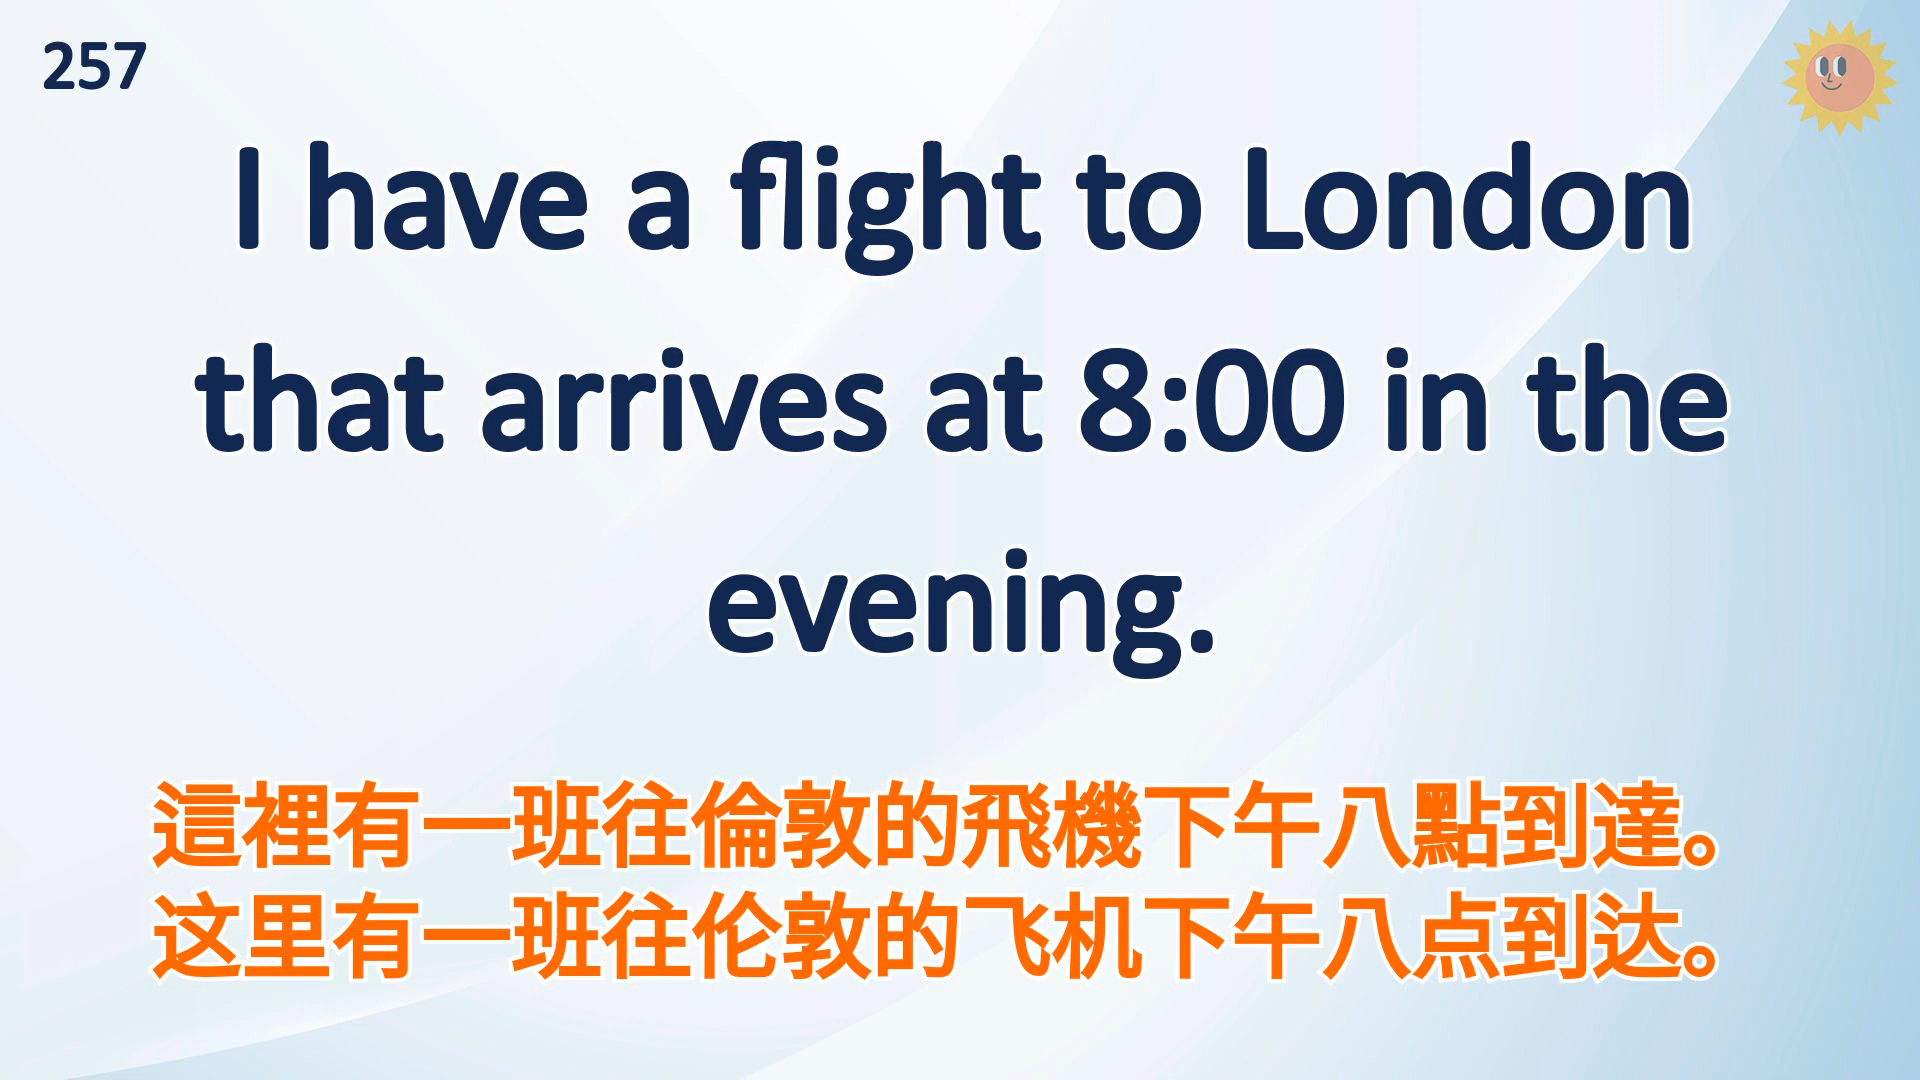 257
I have a flight to London
that arrives at 8:00 in the
evening.
這裡有一班往倫敦的飛機下午八點到達。
这里有一班往伦敦的飞机下午八点到达。